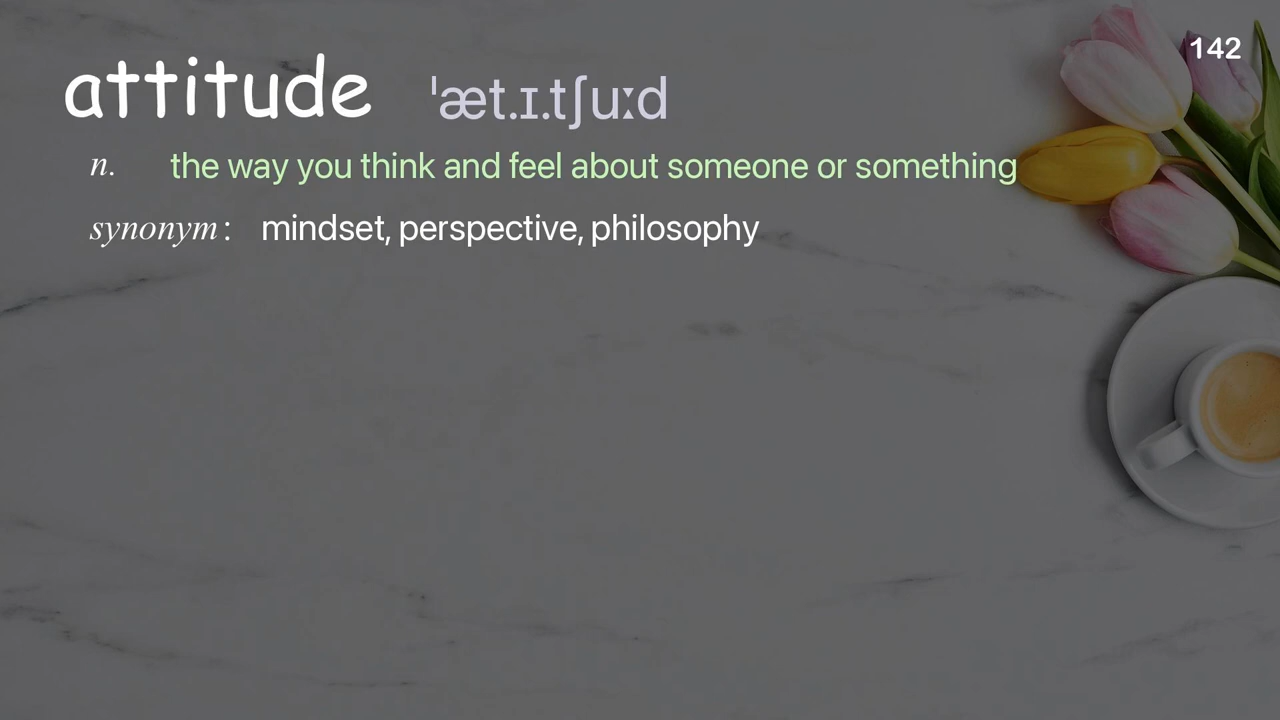 142
attitude ˈæt.ɪ.tʃuːd
n. the way you think and feel about someone or something
synonym: mindset, perspective, philosophy